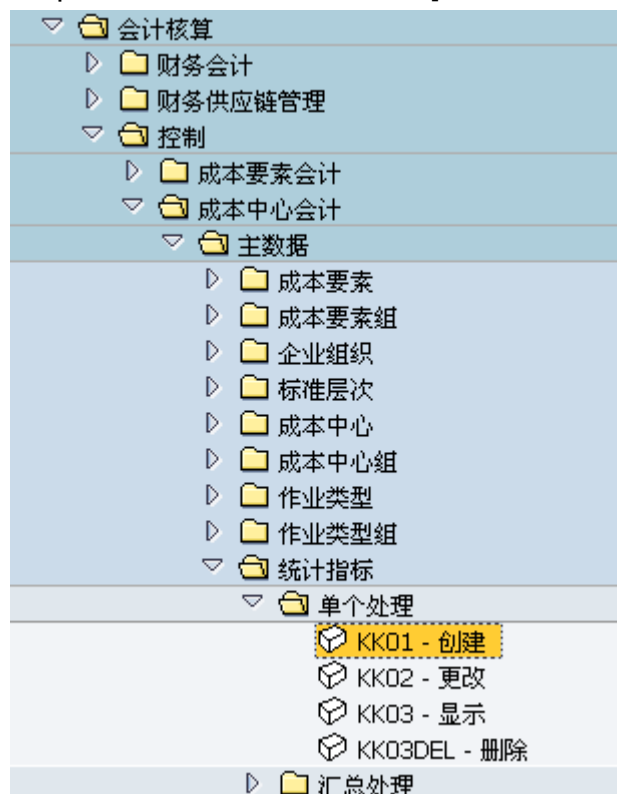 会计核算
财务会计
财务供应链管理
控制
成本要素会计
成本中心会计
主数据
成本要素
成本要素组
企业组织
标准层次
成本中心
成本中心组
作业类型
作业类型组
统计指标
单个处理
KK01 - 创建
KK02 - 更改
KK03 - 显示
KK03DEL - 删除
汇总处理